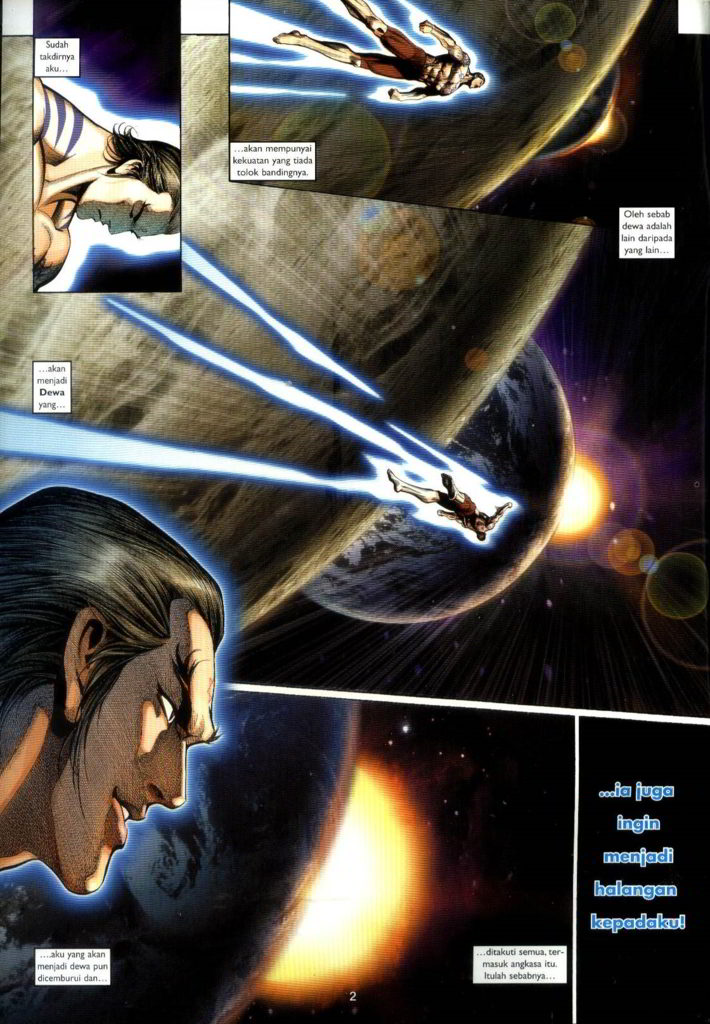 Sudah
takdirnya
aku...
...akan mempunyai
kekuatan yang tiada
tolok bandingnya.
Oleh sebab
dewa adalah
lain daripada
yang lain...
...akan
menjadi
Dewa
yang...
....aku yang akan
menjadi dewa pun
dicemburui dan...
...ditakuti semua, ter-
masuk angkasa itu.
Itulah sebabnya...
...ia juga
ingin
menjadi
halangan
kepadaku!
2